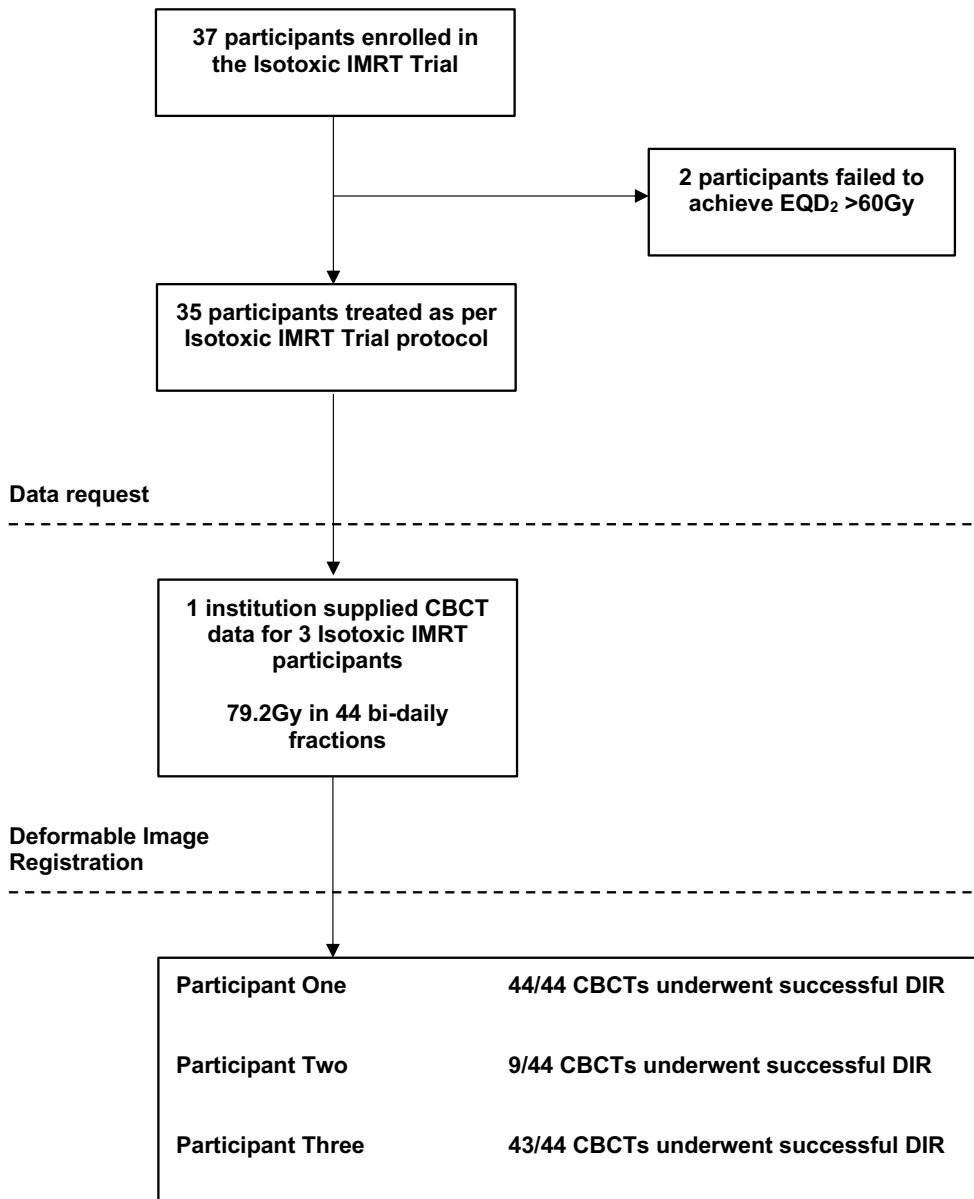 37 participants enrolled in
the Isotoxic IMRT Trial
2 participants failed to
achieve EQD₂ >60Gy
35 participants treated as per
Isotoxic IMRT Trial protocol
Data request
1 institution supplied CBCT
data for 3 Isotoxic IMRT
participants
79.2Gy in 44 bi-daily
fractions
Deformable Image
Registration
Participant One 44/44 CBCTs underwent successful DIR
Participant Two 9/44 CBCTs underwent successful DIR
Participant Three 43/44 CBCTs underwent successful DIR